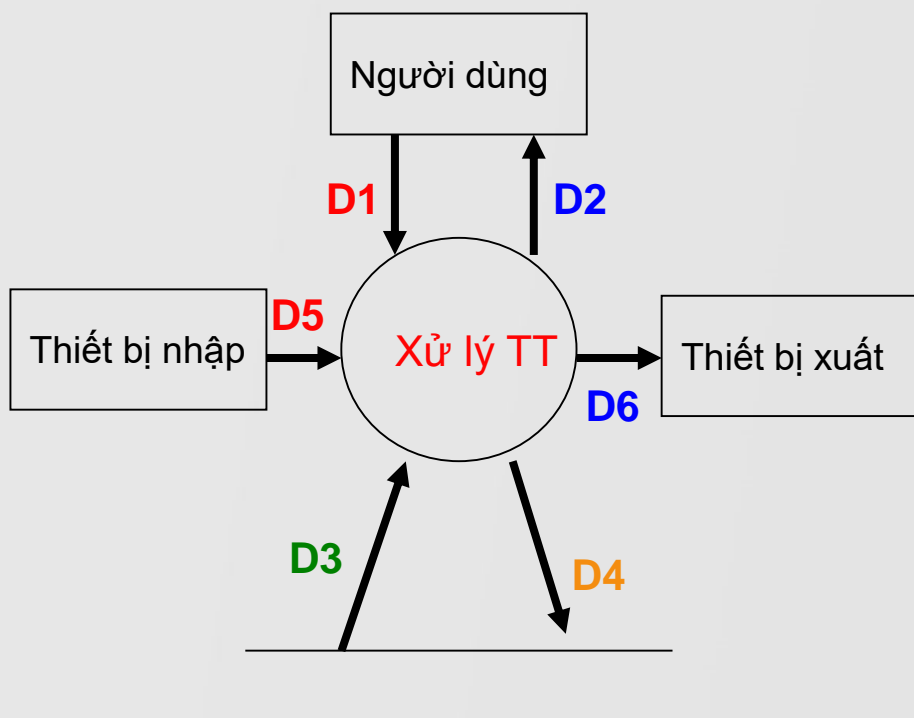 Người dùng
D1
D2
Thiết bị nhập
D5
Xử lý TT
Thiết bị xuất
D6
D3
D4